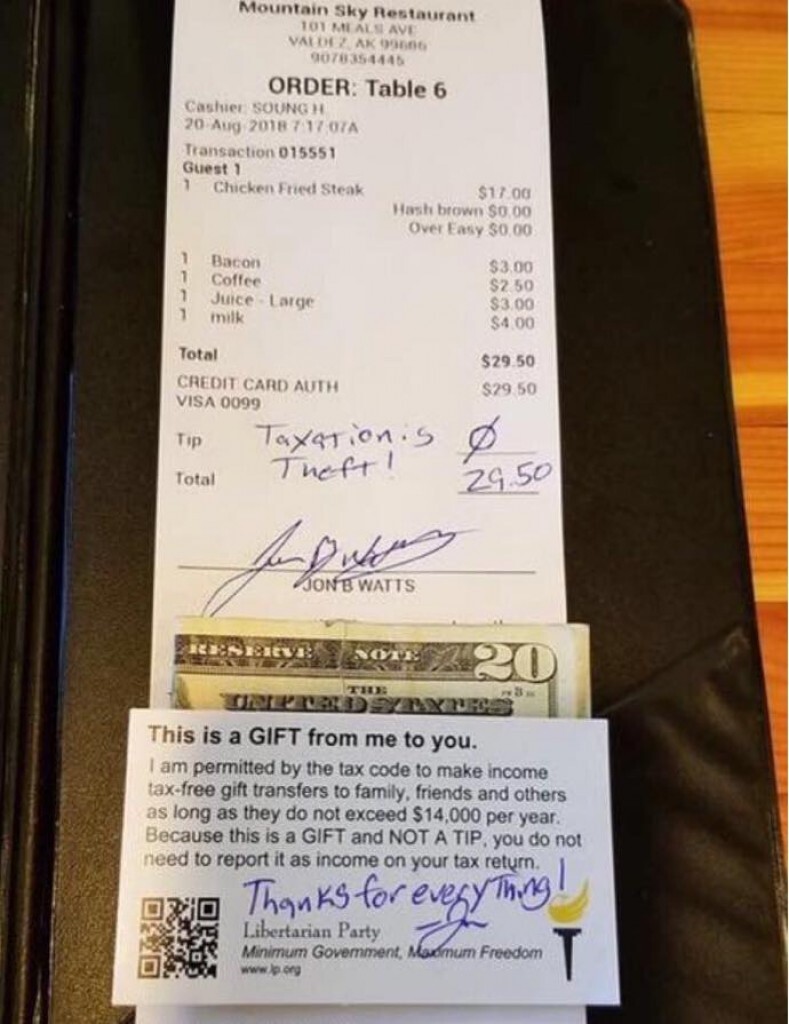 Mountain Sky Restaurant
101 MEALS AVE
VALDEZ, AK 99686
9078354445
ORDER: Table 6
Cashier: SOUNG H
20-Aug-2018 7:17:07A
Transaction 015551
Guest 1
1 Chicken Fried Steak $17.00
Hash brown $0.00
Over Easy $0.00
1 Bacon $3.00
1 Coffee $2.50
1 Juice - Large $3.00
1 milk $4.00
Total $29.50
CREDIT CARD AUTH $29.50
VISA 0099
Tip Taxation is Theft! Ø
Total 29.50
JON B WATTS
RESERVE NOTE 20
THE
UNITED STATES
This is a GIFT from me to you.
I am permitted by the tax code to make income
tax-free gift transfers to family, friends and others
as long as they do not exceed $14,000 per year.
Because this is a GIFT and NOT A TIP, you do not
need to report it as income on your tax return.
Thanks for everything!
Libertarian Party
Minimum Government, Maximum Freedom
www.lp.org